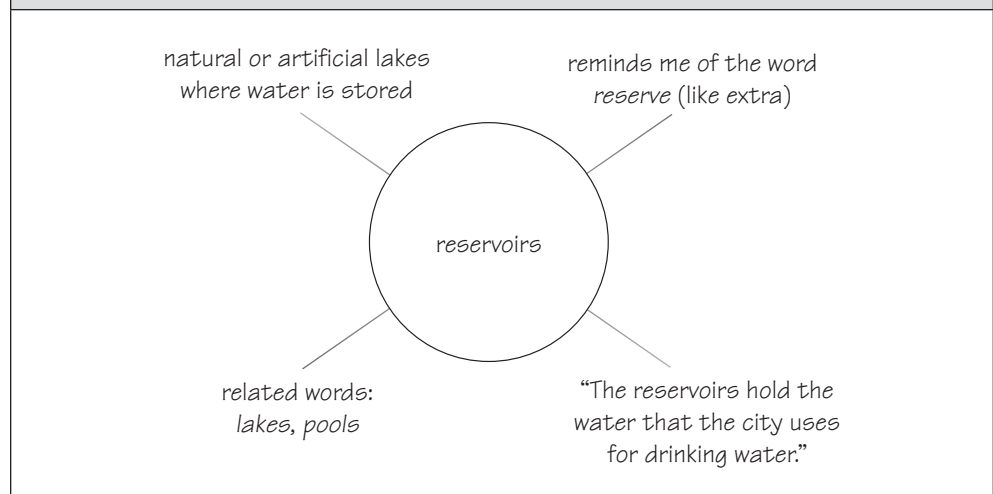 natural or artificial lakes
where water is stored
reminds me of the word
reserve (like extra)
reservoirs
related words:
lakes, pools
“The reservoirs hold the
water that the city uses
for drinking water.”